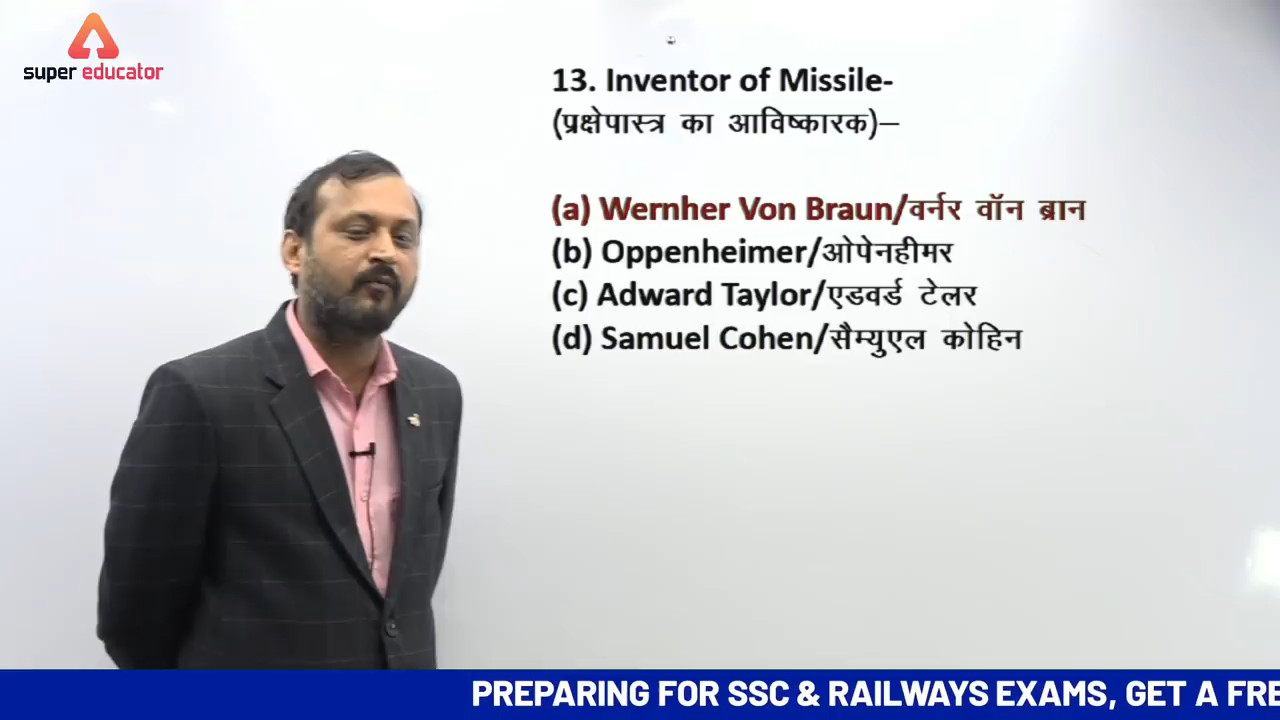 super educator
13. Inventor of Missile-
(प्रक्षेपास्त्र का आविष्कारक)–
(a) Wernher Von Braun/वर्नर वॉन ब्रान
(b) Oppenheimer/ओपेनहीमर
(c) Adward Taylor/एडवर्ड टेलर
(d) Samuel Cohen/सैम्युएल कोहिन
PREPARING FOR SSC & RAILWAYS EXAMS, GET A FRE